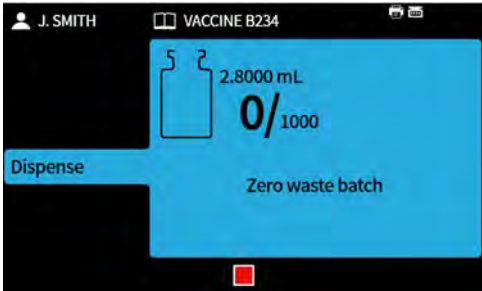 J. SMITH
VACCINE B234
2.8000 mL
0/1000
Dispense
Zero waste batch